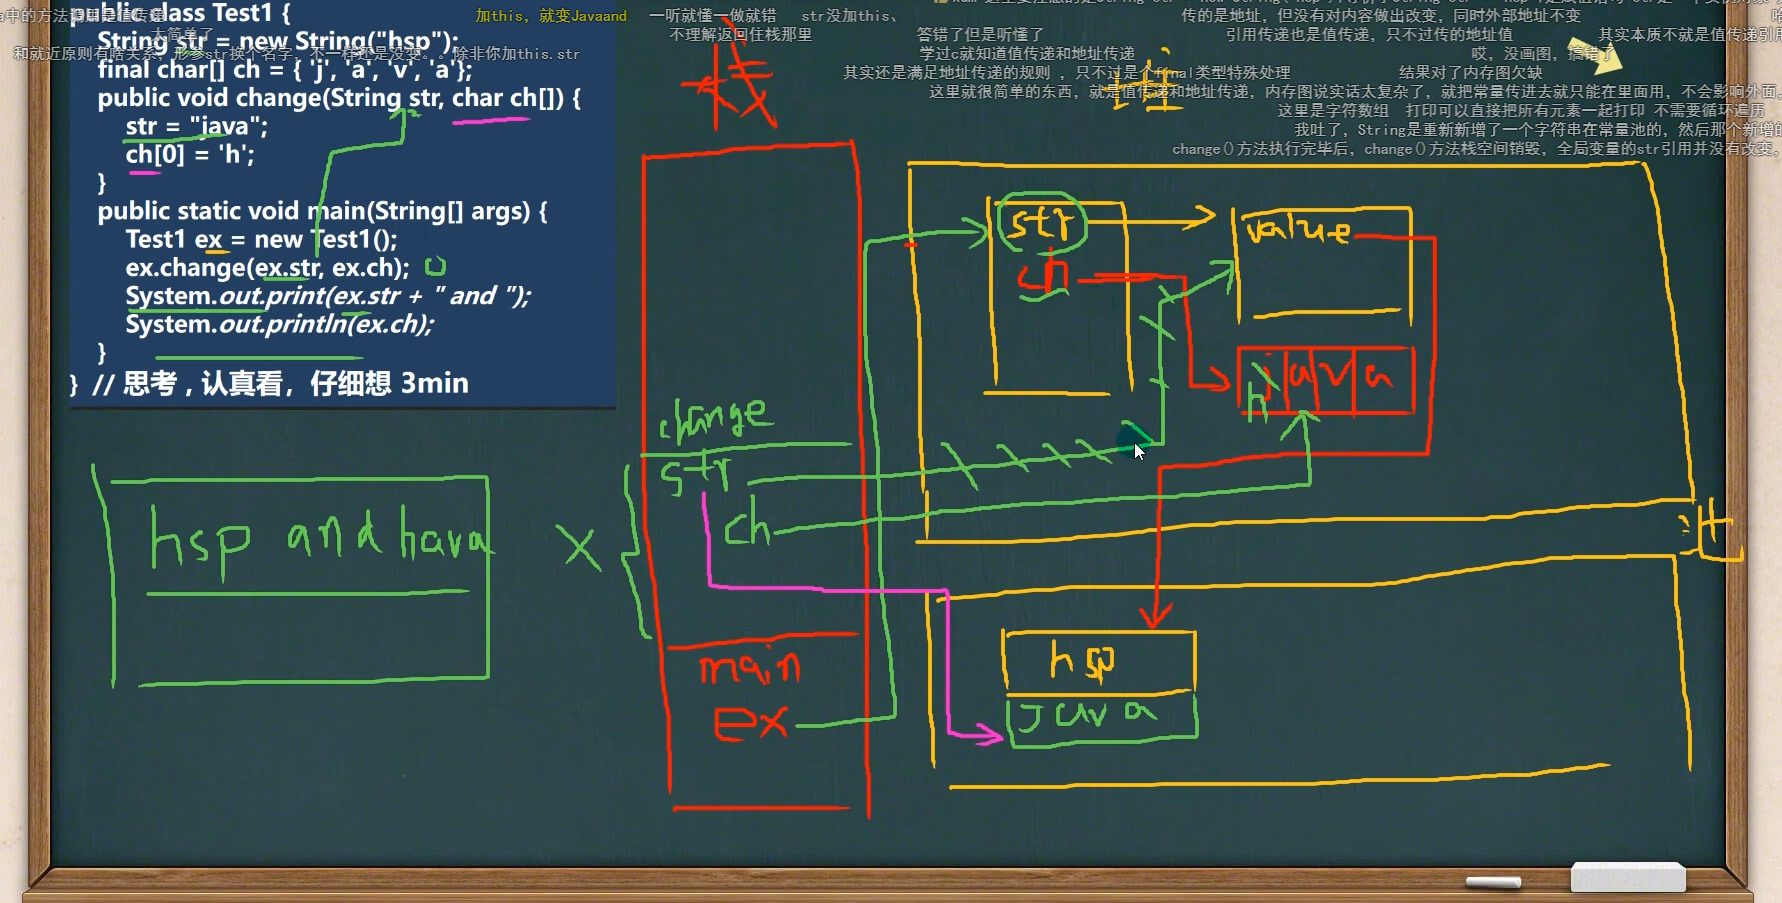 public class Test1 {
String str = new String("hsp");
final char[] ch = { 'j', 'a', 'v', 'a'};
public void change(String str, char ch[]) {
str = "java";
ch[0] = 'h';
}
public static void main(String[] args) {
Test1 ex = new Test1();
ex.change(ex.str, ex.ch);
System.out.print(ex.str + " and ");
System.out.println(ex.ch);
}
} // 思考，认真看，仔细想 3min
加this，就变Javaand
一听就懂一做就错
str没加this、
传的是地址，但没有对内容做出改变，同时外部地址不变
太简单了
不理解返回往栈那里
答错了但是听懂了
引用传递也是值传递，只不过传的地址值
其实本质不就是值传递引用
和就近原则有啥关系，形参str换个名字，不一样还是没变。。除非你加this.str
学过c就知道值传递和地址传递
哎，没画图，搞错了
其实还是满足地址传递的规则 ，只不过是个final类型特殊处理
结果对了内存图欠缺
这里就很简单的东西，就是值传递和地址传递，内存图说实话太复杂了，就把常量传进去就只能在里面用，不会影响外面，
这里是字符数组 打印可以直接把所有元素一起打印 不需要循环遍历
我吐了，String是重新新增了一个字符串在常量池的，然后那个新增的
change()方法执行完毕后，change()方法栈空间销毁，全局变量的str引用并没有改变，
栈
堆
str
value
ch
j a v a
h
change
str
ch
hsp and hava
X
main
ex
hsp
java